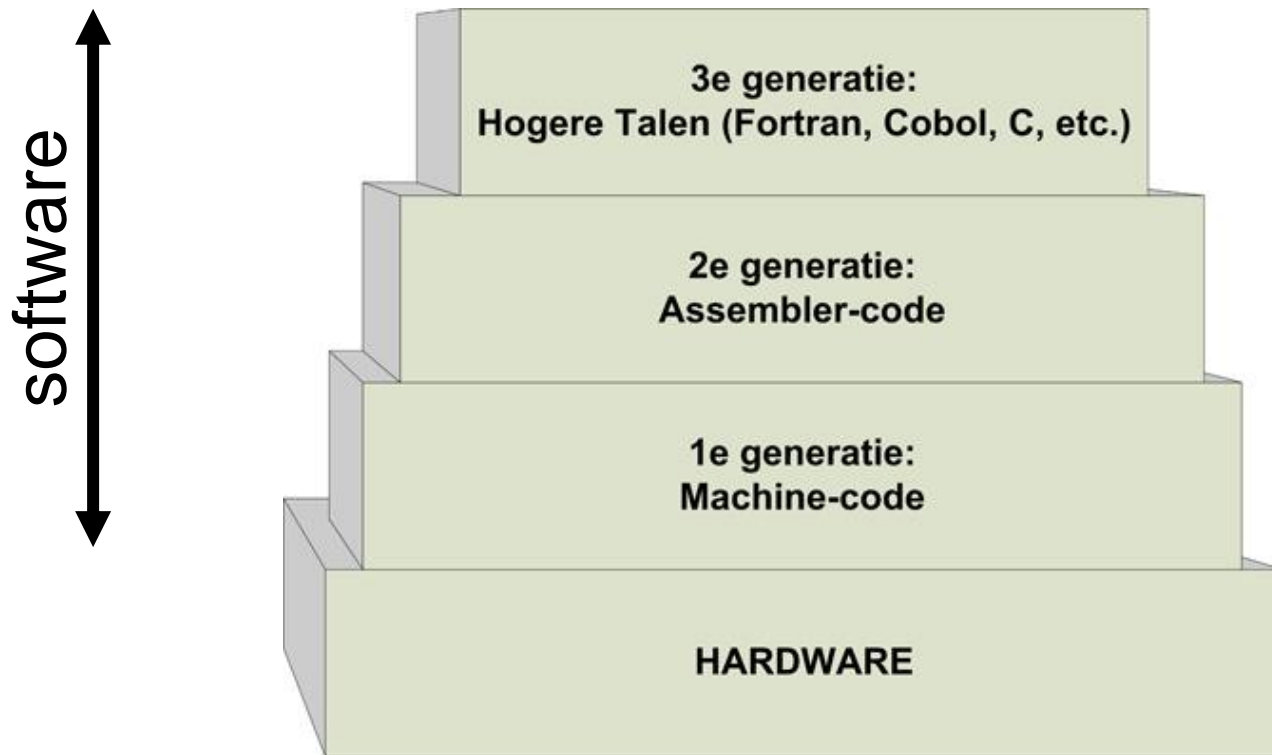 software
3e generatie:
Hogere Talen (Fortran, Cobol, C, etc.)
2e generatie:
Assembler-code
1e generatie:
Machine-code
HARDWARE